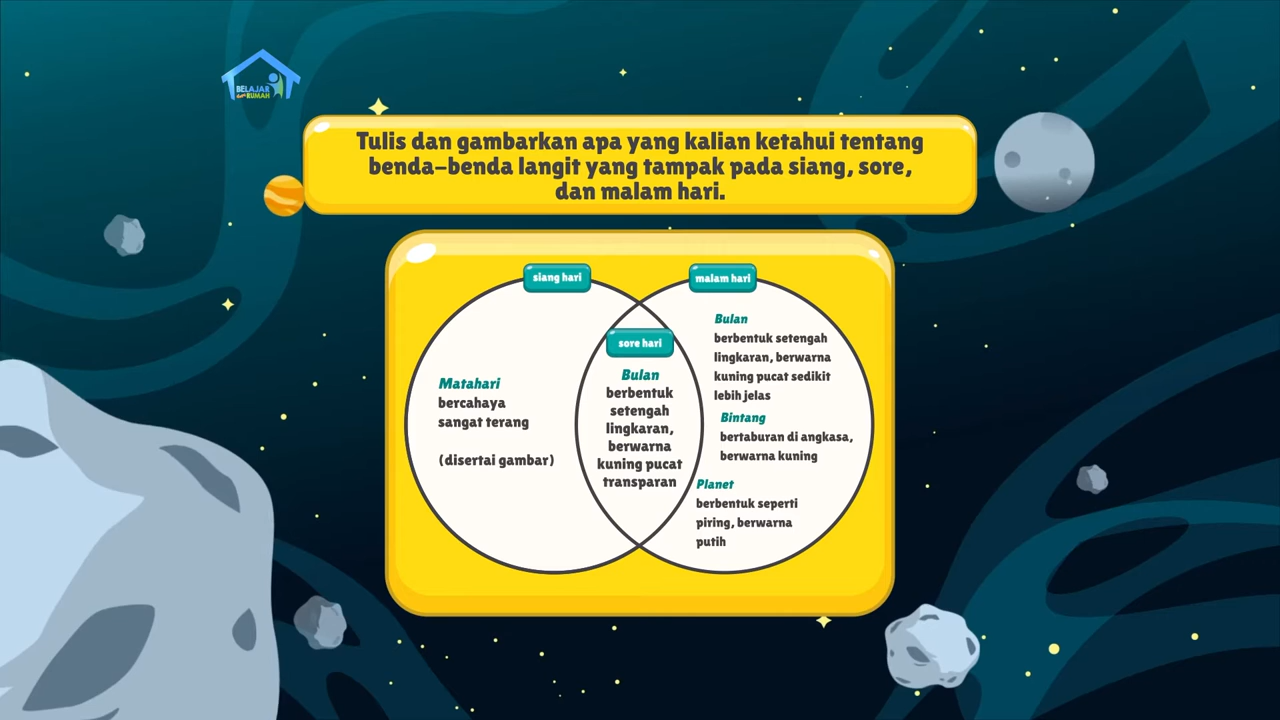 BELAJAR
dari RUMAH
Tulis dan gambarkan apa yang kalian ketahui tentang
benda-benda langit yang tampak pada siang, sore,
dan malam hari.
siang hari
Matahari
bercahaya
sangat terang
(disertai gambar)
sore hari
Bulan
berbentuk
setengah
lingkaran,
berwarna
kuning pucat
transparan
malam hari
Bulan
berbentuk setengah
lingkaran, berwarna
kuning pucat sedikit
lebih jelas
Bintang
bertaburan di angkasa,
berwarna kuning
Planet
berbentuk seperti
piring, berwarna
putih